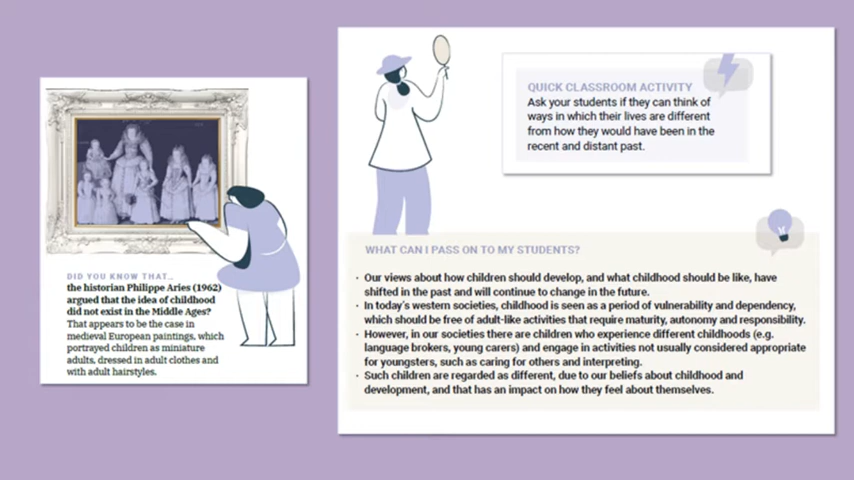 DID YOU KNOW THAT...
the historian Philippe Aries (1962)
argued that the idea of childhood
did not exist in the Middle Ages?
That appears to be the case in
medieval European paintings, which
portrayed children as miniature
adults, dressed in adult clothes and
with adult hairstyles.
QUICK CLASSROOM ACTIVITY
Ask your students if they can think of
ways in which their lives are different
from how they would have been in the
recent and distant past.
WHAT CAN I PASS ON TO MY STUDENTS?
· Our views about how children should develop, and what childhood should be like, have
shifted in the past and will continue to change in the future.
· In today's western societies, childhood is seen as a period of vulnerability and dependency,
which should be free of adult-like activities that require maturity, autonomy and responsibility.
· However, in our societies there are children who experience different childhoods (e.g.
language brokers, young carers) and engage in activities not usually considered appropriate
for youngsters, such as caring for others and interpreting.
· Such children are regarded as different, due to our beliefs about childhood and
development, and that has an impact on how they feel about themselves.